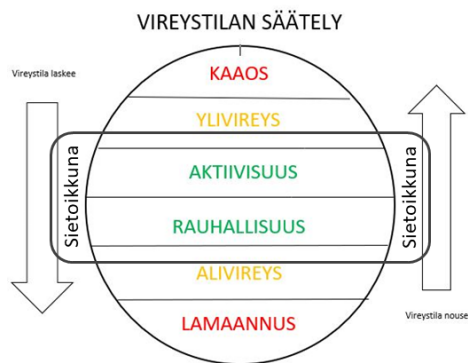 VIREYSTILAN SÄÄTELY
Vireystila laskee
KAAOS
YLIVIREYS
Sietoikkuna
AKTIIVISUUS
RAUHALLISUUS
Sietoikkuna
ALIVIREYS
LAMAANNUS
Vireystila nouse